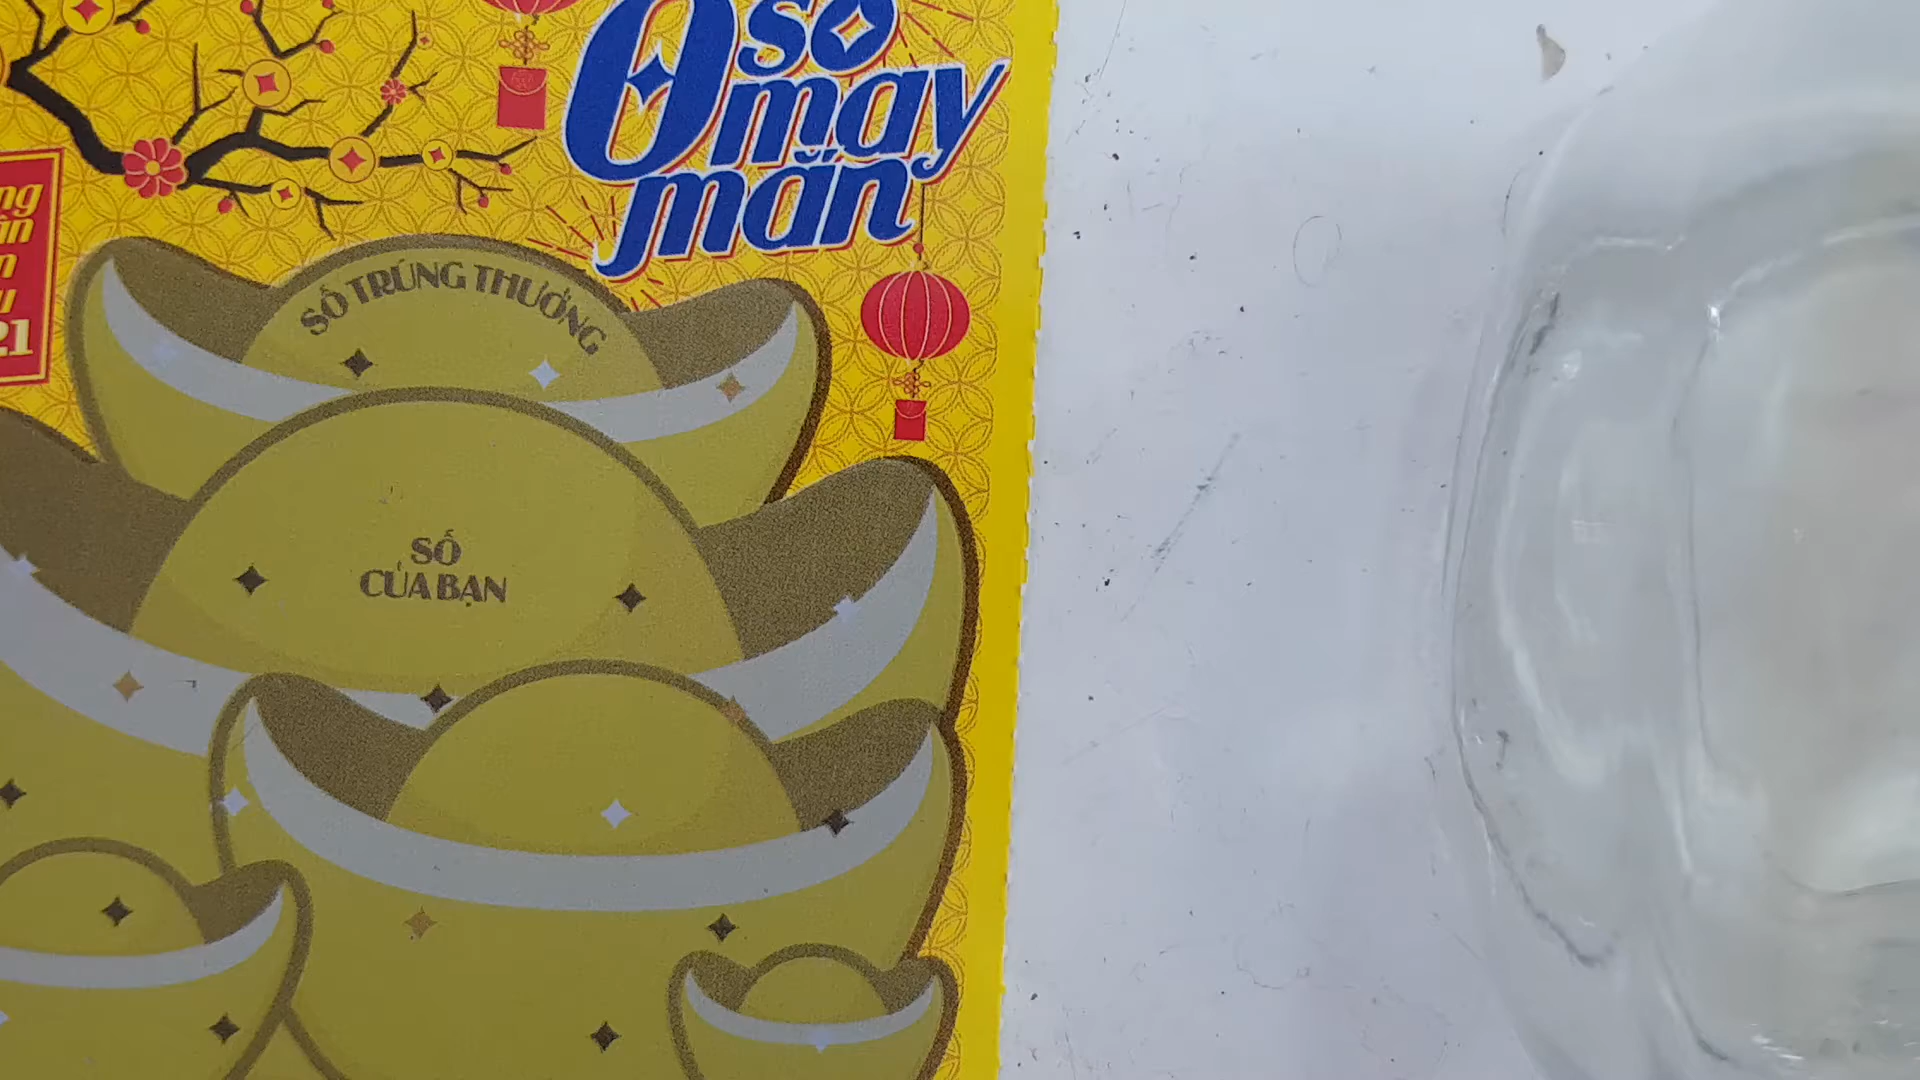 số
may
mắn
SỐ TRÚNG THƯỞNG
SỐ
CỦA BẠN